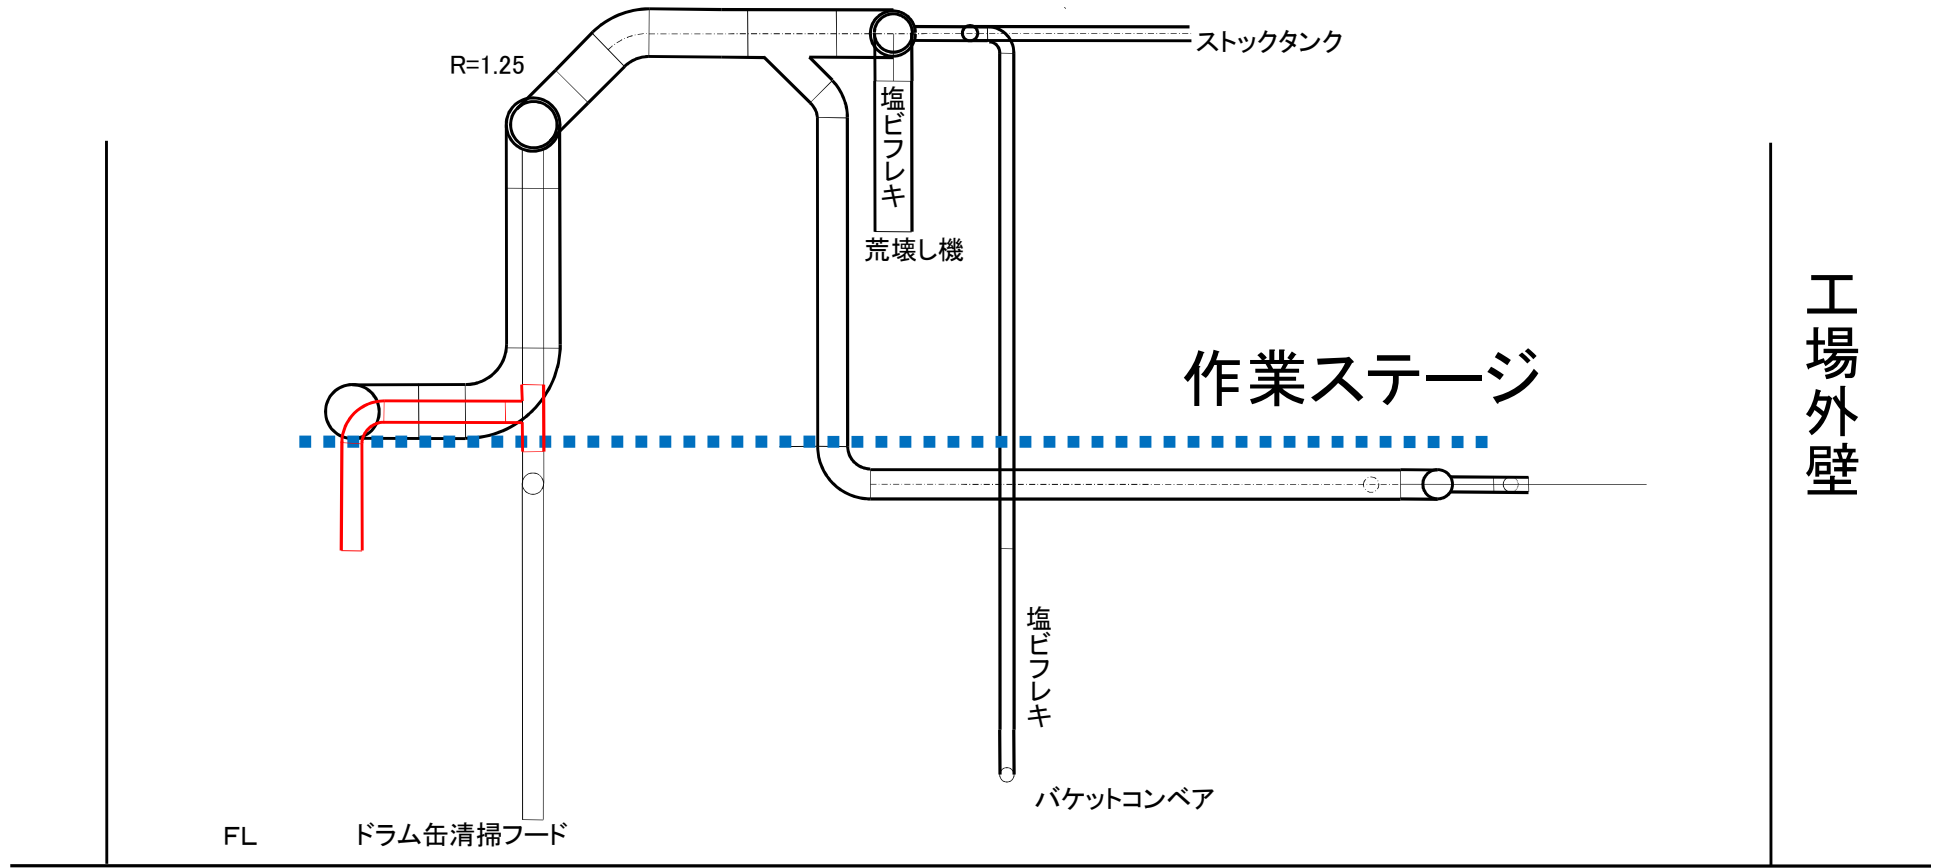 ストックタンク
R=1.25
塩ビフレキ
荒壊し機
工場外壁
作業ステージ
塩ビフレキ
バケットコンベア
FL
ドラム缶清掃フード